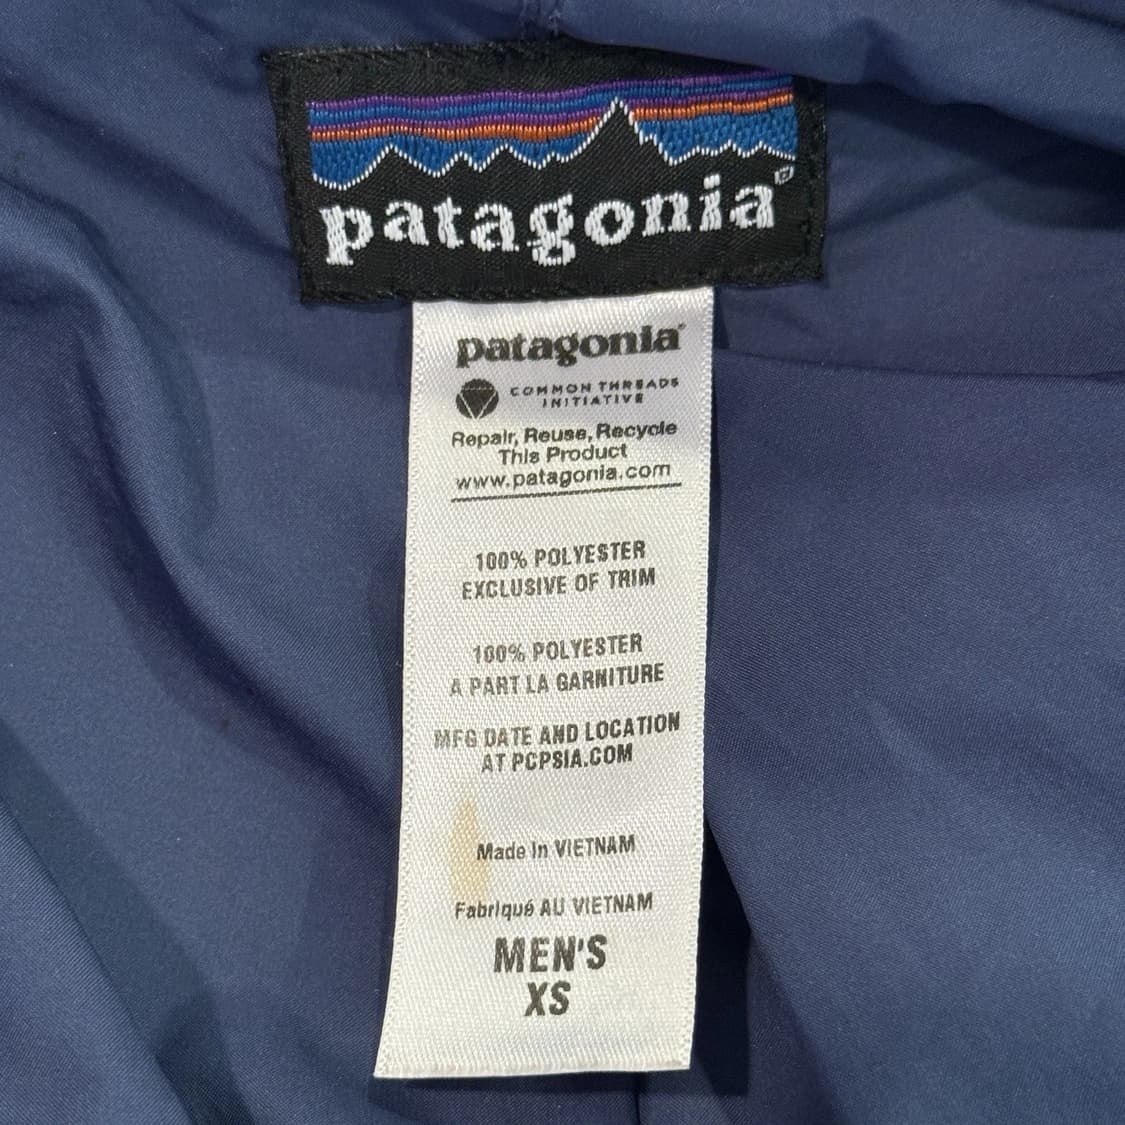 patagonia®
patagonia®
COMMON THREADS
INITIATIVE
Repair, Reuse, Recycle
This Product
www.patagonia.com
100% POLYESTER
EXCLUSIVE OF TRIM
100% POLYESTER
A PART LA GARNITURE
MFG DATE AND LOCATION
AT PCPSIA.COM
Made in VIETNAM
Fabriqué AU VIETNAM
MEN'S
XS